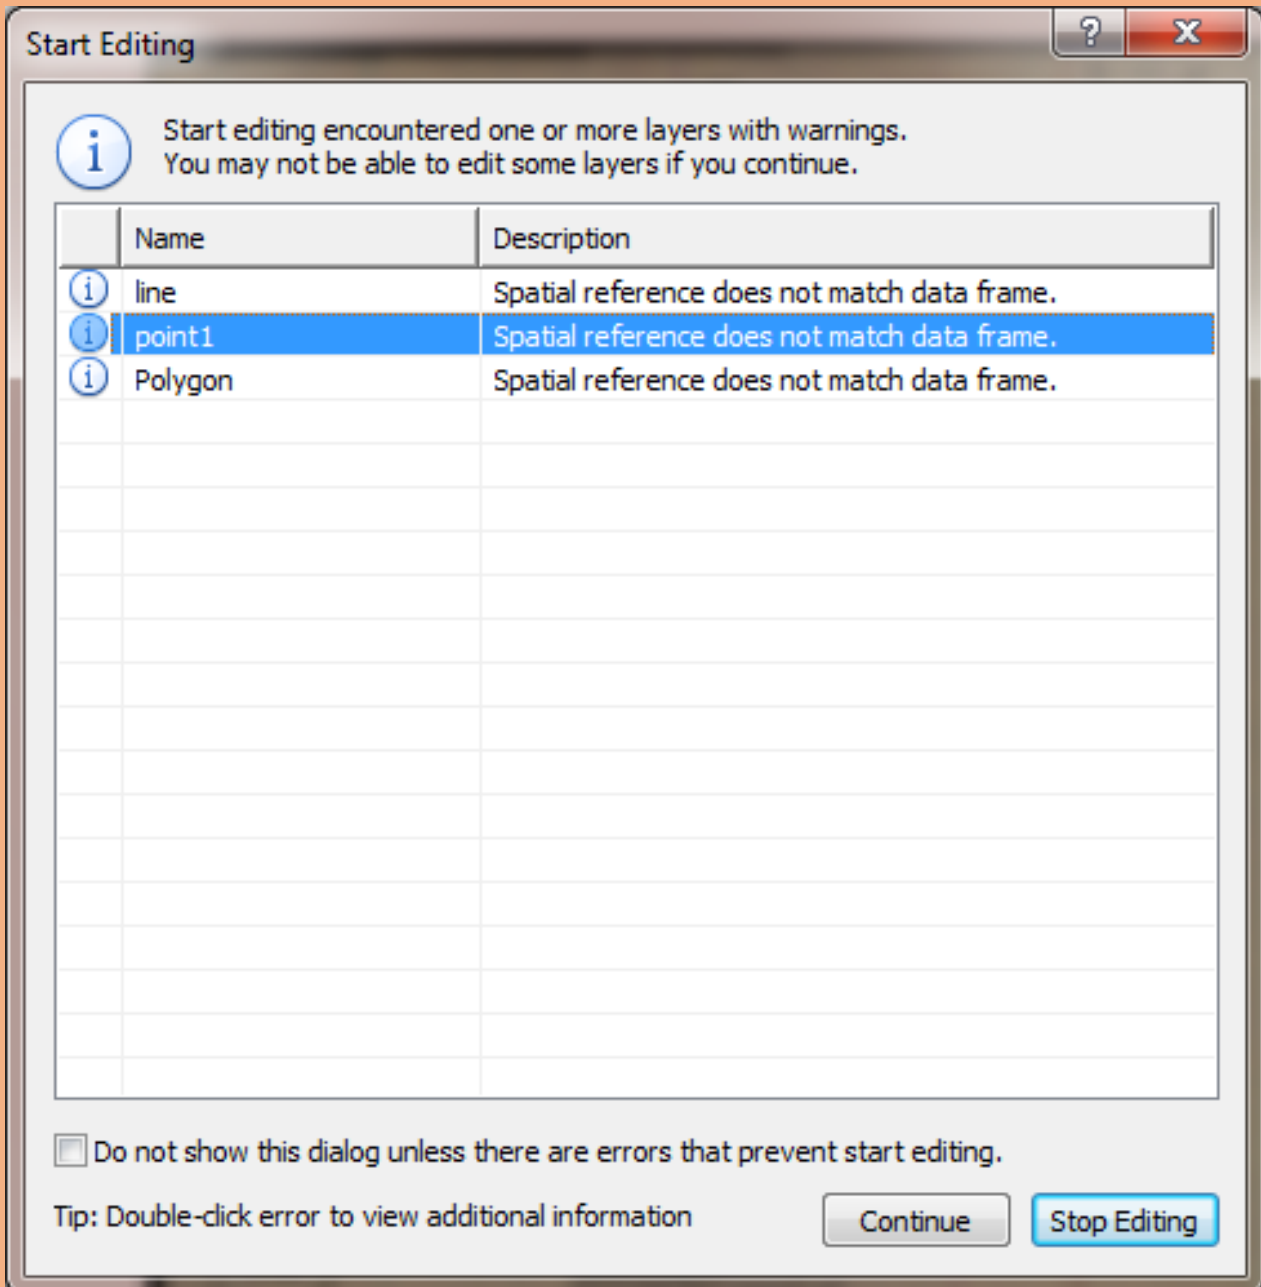 Start Editing
Start editing encountered one or more layers with warnings.
You may not be able to edit some layers if you continue.
Name Description
line Spatial reference does not match data frame.
point1 Spatial reference does not match data frame.
Polygon Spatial reference does not match data frame.
Do not show this dialog unless there are errors that prevent start editing.
Tip: Double-click error to view additional information Continue Stop Editing